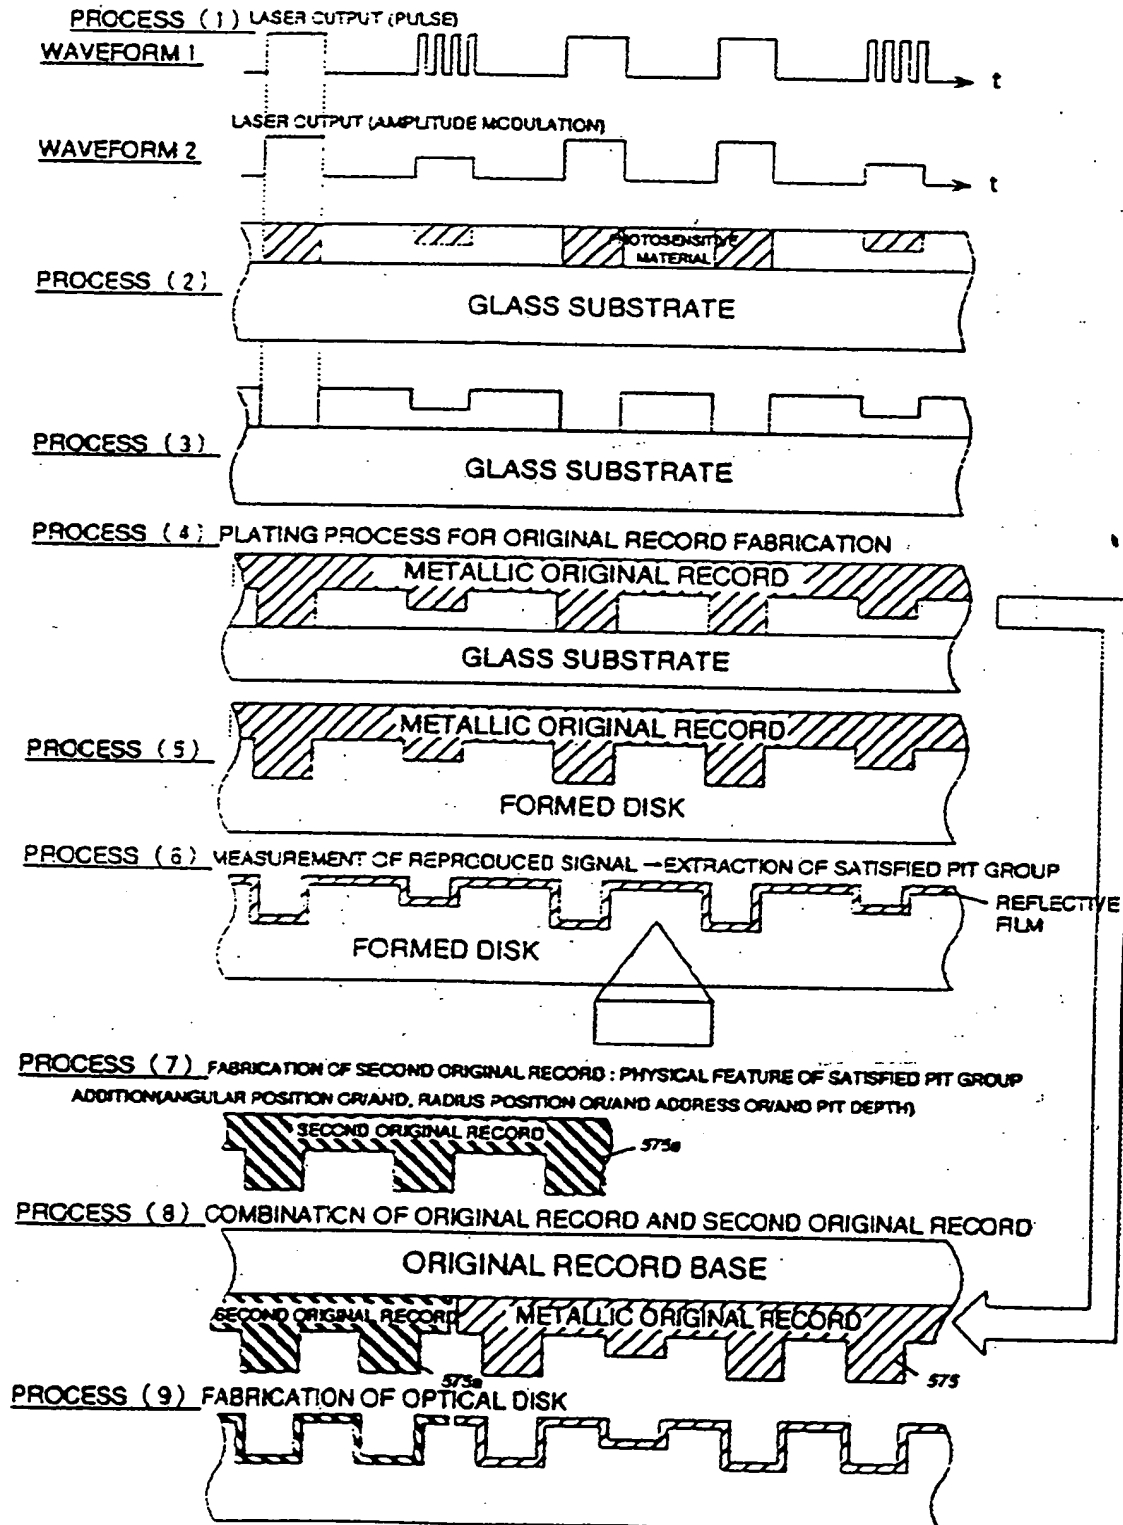 PROCESS (1) LASER OUTPUT (PULSE)
WAVEFORM 1
t
LASER OUTPUT (AMPLITUDE MODULATION)
WAVEFORM 2
t
PHOTOSENSITIVE
MATERIAL
PROCESS (2)
GLASS SUBSTRATE
PROCESS (3)
GLASS SUBSTRATE
PROCESS (4) PLATING PROCESS FOR ORIGINAL RECORD FABRICATION
METALLIC ORIGINAL RECORD
GLASS SUBSTRATE
METALLIC ORIGINAL RECORD
PROCESS (5)
FORMED DISK
PROCESS (6) MEASUREMENT OF REPRODUCED SIGNAL → EXTRACTION OF SATISFIED PIT GROUP
REFLECTIVE
FILM
FORMED DISK
PROCESS (7) FABRICATION OF SECOND ORIGINAL RECORD : PHYSICAL FEATURE OF SATISFIED PIT GROUP
ADDITION(ANGULAR POSITION OR/AND, RADIUS POSITION OR/AND ADDRESS OR/AND PIT DEPTH)
SECOND ORIGINAL RECORD
575a
PROCESS (8) COMBINATION OF ORIGINAL RECORD AND SECOND ORIGINAL RECORD
ORIGINAL RECORD BASE
SECOND ORIGINAL RECORD METALLIC ORIGINAL RECORD
575a
575
PROCESS (9) FABRICATION OF OPTICAL DISK